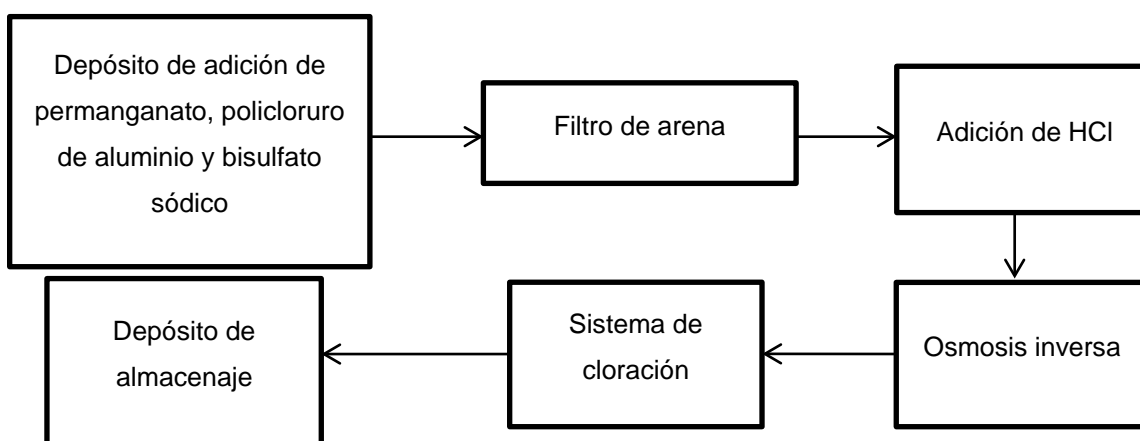 Depósito de adición de
permanganato, policloruro
de aluminio y bisulfato
sódico
Filtro de arena
Adición de HCl
Osmosis inversa
Sistema de
cloración
Depósito de
almacenaje